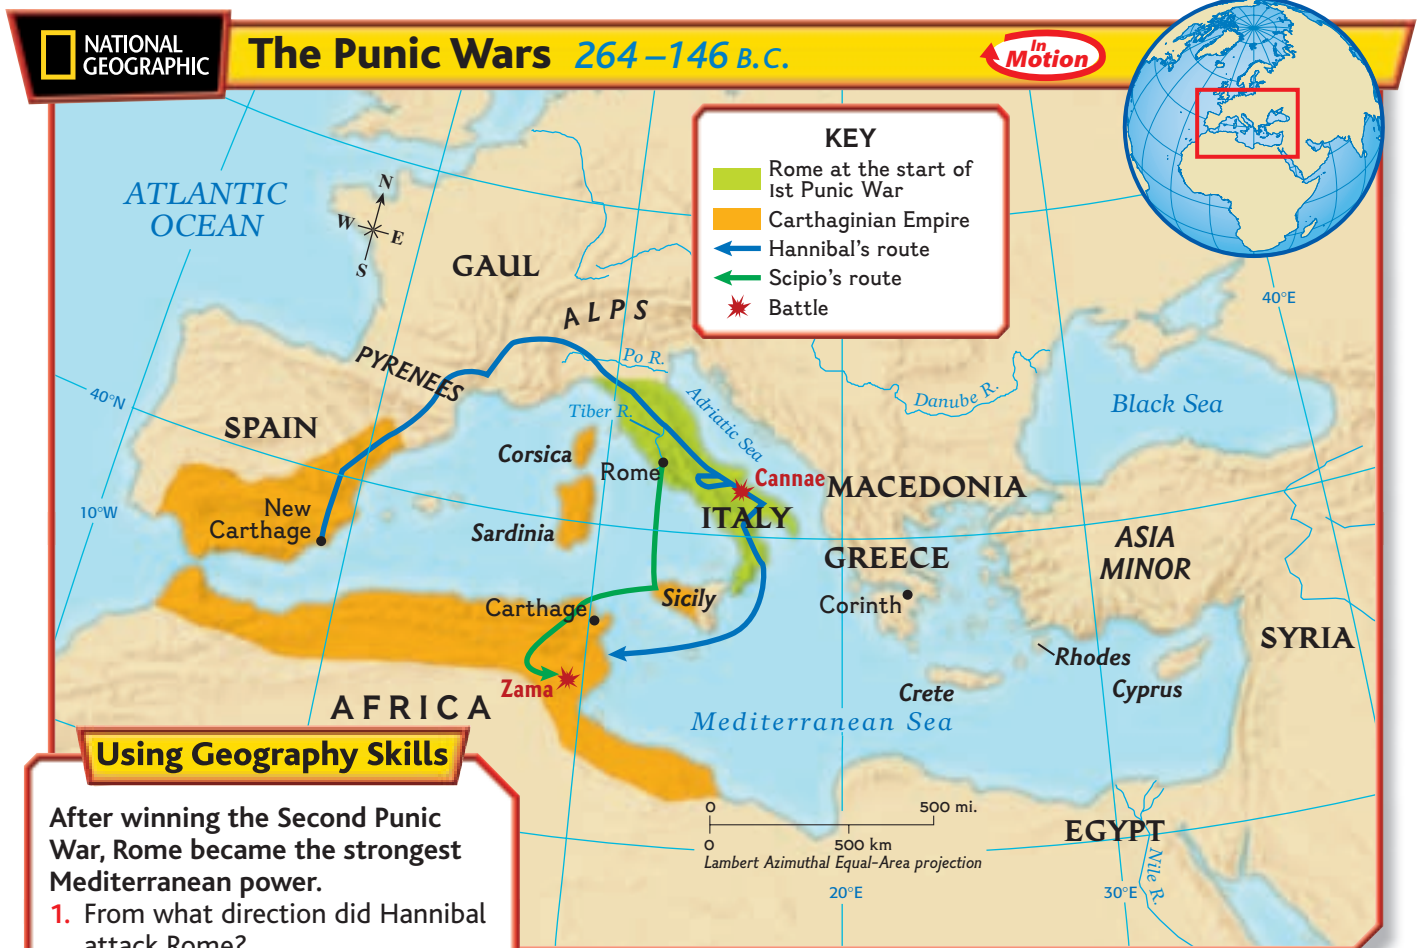 NATIONAL
GEOGRAPHIC
The Punic Wars 264–146 B.C.
In
Motion
KEY
Rome at the start of
1st Punic War
Carthaginian Empire
Hannibal's route
Scipio's route
Battle
ATLANTIC
OCEAN
N
W
E
S
GAUL
ALPS
PYRENEES
Po R.
40°E
40°N
SPAIN
Tiber R.
Adriatic Sea
Danube R.
Black Sea
Corsica
Rome
Cannae
MACEDONIA
10°W
New
Carthage
Sardinia
ITALY
GREECE
ASIA
MINOR
Carthage
Sicily
Corinth
SYRIA
Rhodes
Zama
Crete
Cyprus
AFRICA
Mediterranean Sea
0
500 mi.
0
500 km
Lambert Azimuthal Equal-Area projection
EGYPT
Nile R.
20°E
30°E
Using Geography Skills
After winning the Second Punic
War, Rome became the strongest
Mediterranean power.
1. From what direction did Hannibal
attack Rome?